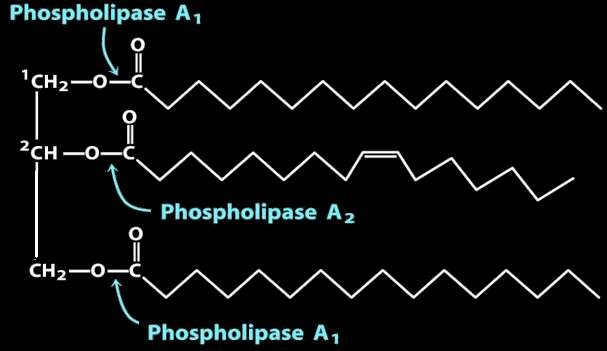 Phospholipase A₁
O
¹CH₂—O—C
O
²CH—O—C
Phospholipase A₂
O
CH₂—O—C
Phospholipase A₁